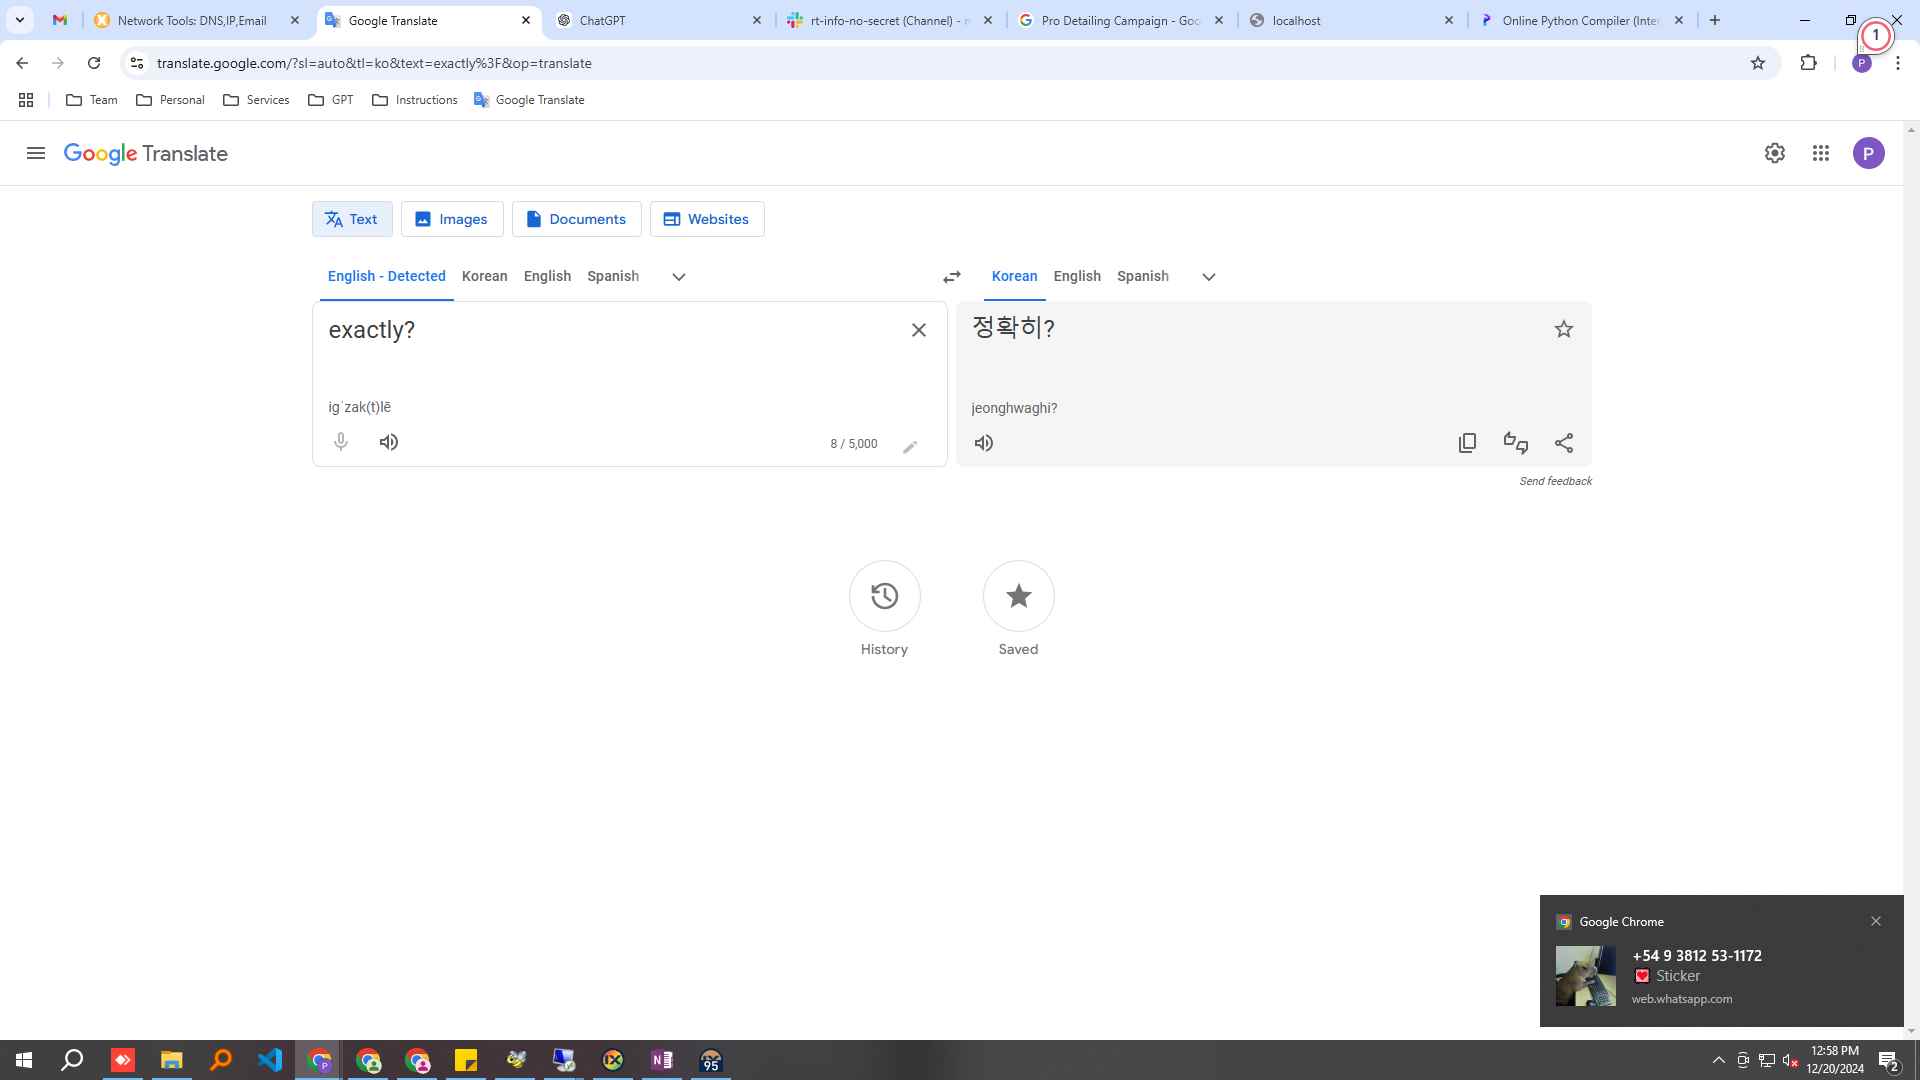 Network Tools: DNS,IP,Email
Google Translate
ChatGPT
rt-info-no-secret (Channel) -
Pro Detailing Campaign - Goo
localhost
Online Python Compiler (Inte
1
translate.google.com/?sl=auto&tl=ko&text=exactly%3F&op=translate
P
Team
Personal
Services
GPT
Instructions
Google Translate
Google Translate
P
Text
Images
Documents
Websites
English - Detected
Korean
English
Spanish
Korean
English
Spanish
exactly?
정확히?
igˈzak(t)lē
jeonghwaghi?
8 / 5,000
Send feedback
History
Saved
Google Chrome
+54 9 3812 53-1172
Sticker
web.whatsapp.com
P
N
95
12:58 PM
12/20/2024
2